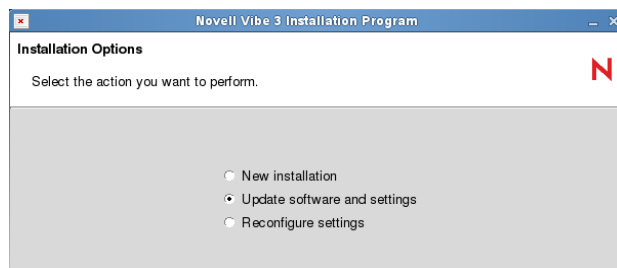 Novell Vibe 3 Installation Program
Installation Options
Select the action you want to perform.
N
New installation
Update software and settings
Reconfigure settings